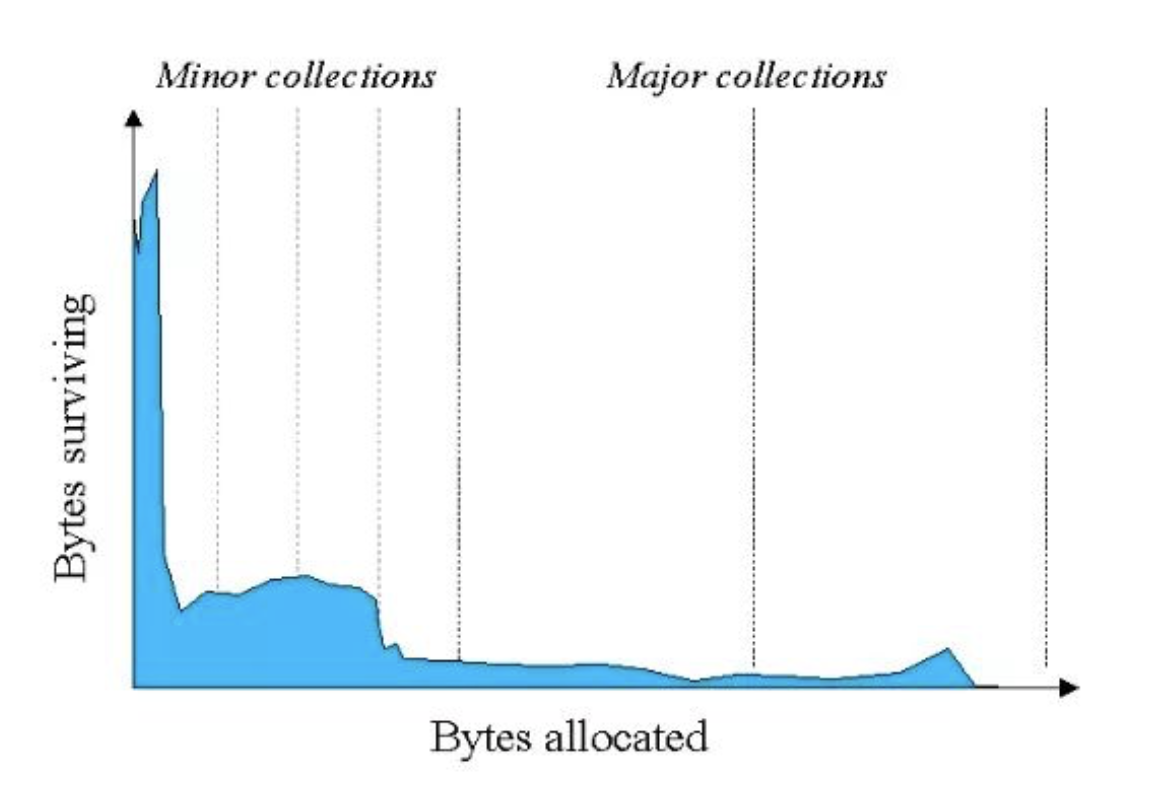 Minor collections
Major collections
Bytes surviving
Bytes allocated